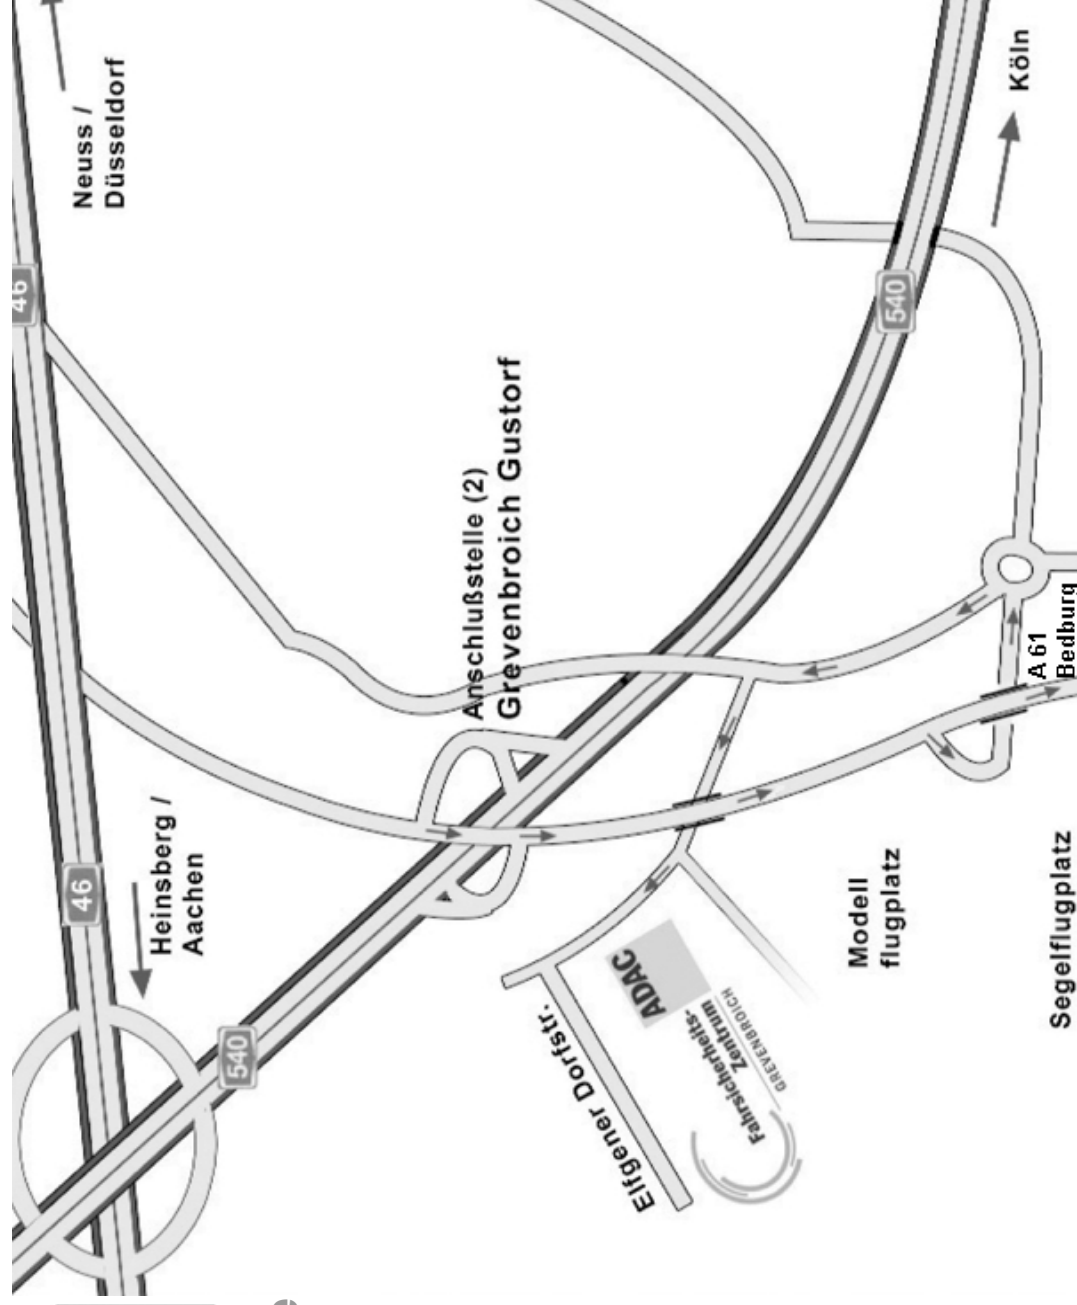 Neuss /
Düsseldorf
Köln
46
540
Anschlußstelle (2)
Grevenbroich Gustorf
A 61
Bedburg
46
Heinsberg /
Aachen
540
Modell
flugplatz
Segelflugplatz
Elfgener Dorfstr.
ADAC
Fahrsicherheits-
Zentrum
GREVENBROICH